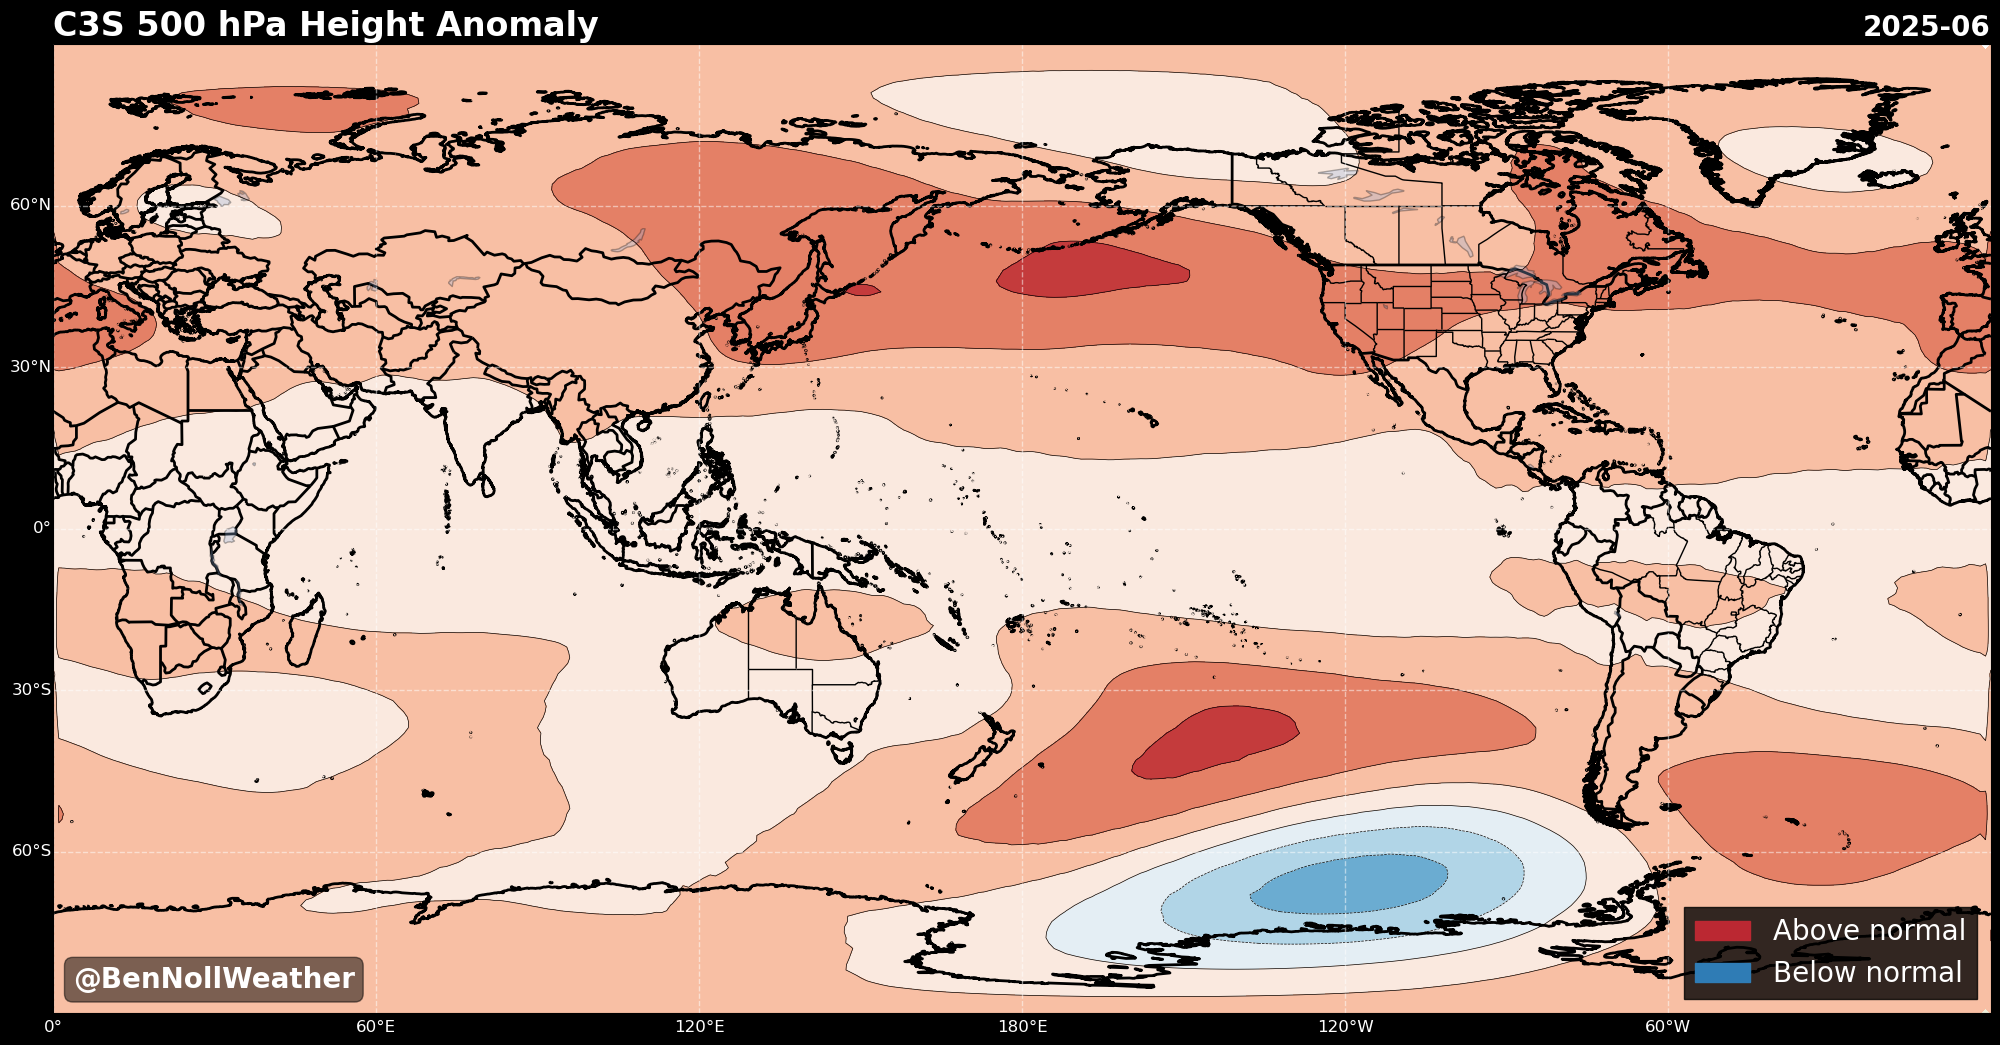 C3S 500 hPa Height Anomaly
2025-06
60°N
30°N
0°
30°S
60°S
Above normal
Below normal
@BenNollWeather
0°
60°E
120°E
180°E
120°W
60°W